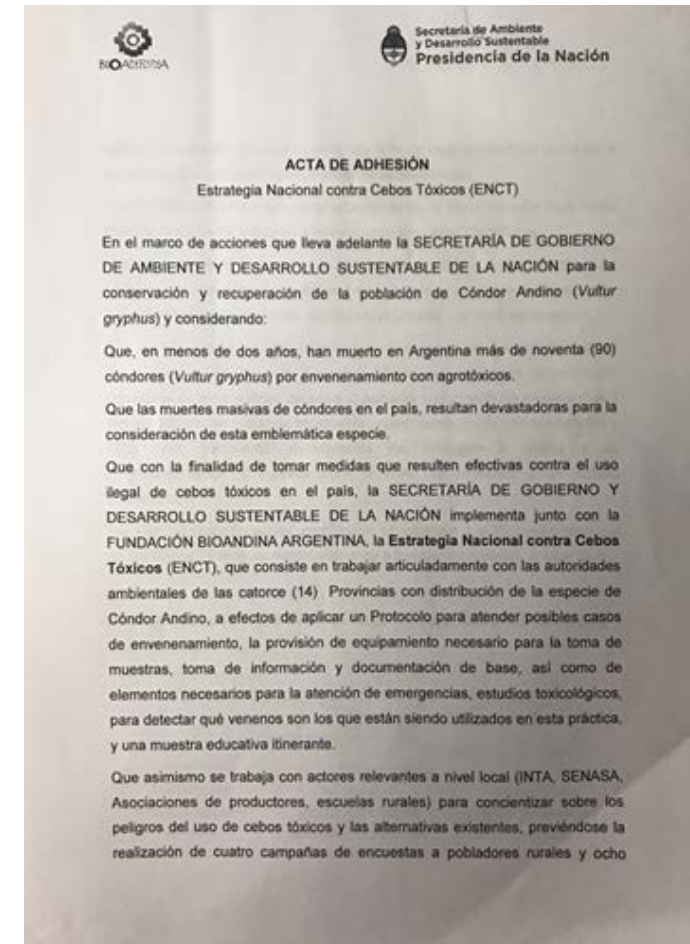 BIOANDINA
Secretaría de Ambiente
y Desarrollo Sustentable
Presidencia de la Nación
ACTA DE ADHESIÓN
Estrategia Nacional contra Cebos Tóxicos (ENCT)
En el marco de acciones que lleva adelante la SECRETARÍA DE GOBIERNO
DE AMBIENTE Y DESARROLLO SUSTENTABLE DE LA NACIÓN para la
conservación y recuperación de la población de Cóndor Andino (Vultur
gryphus) y considerando:
Que, en menos de dos años, han muerto en Argentina más de noventa (90)
cóndores (Vultur gryphus) por envenenamiento con agrotóxicos.
Que las muertes masivas de cóndores en el país, resultan devastadoras para la
consideración de esta emblemática especie.
Que con la finalidad de tomar medidas que resulten efectivas contra el uso
ilegal de cebos tóxicos en el país, la SECRETARÍA DE GOBIERNO Y
DESARROLLO SUSTENTABLE DE LA NACIÓN implementa junto con la
FUNDACIÓN BIOANDINA ARGENTINA, la Estrategia Nacional contra Cebos
Tóxicos (ENCT), que consiste en trabajar articuladamente con las autoridades
ambientales de las catorce (14) Provincias con distribución de la especie de
Cóndor Andino, a efectos de aplicar un Protocolo para atender posibles casos
de envenenamiento, la provisión de equipamiento necesario para la toma de
muestras, toma de información y documentación de base, así como de
elementos necesarios para la atención de emergencias, estudios toxicológicos,
para detectar qué venenos son los que están siendo utilizados en esta práctica,
y una muestra educativa itinerante.
Que asimismo se trabaja con actores relevantes a nivel local (INTA, SENASA,
Asociaciones de productores, escuelas rurales) para concientizar sobre los
peligros del uso de cebos tóxicos y las alternativas existentes, previéndose la
realización de cuatro campañas de encuestas a pobladores rurales y ocho